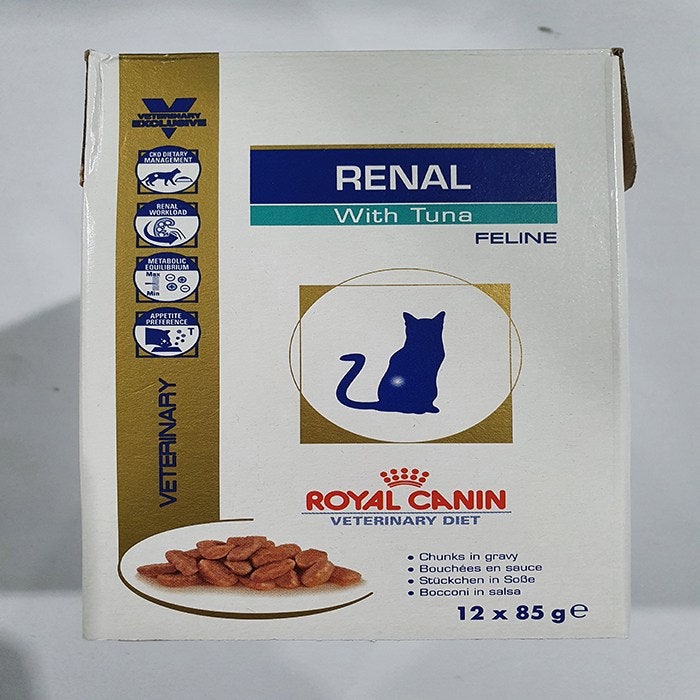 VETERINARY
EXCLUSIVE
CKD DIETARY
MANAGEMENT
RENAL
WORKLOAD
METABOLIC
EQUILIBRIUM
Max
Min
APPETITE
PREFERENCE
T
VETERINARY
RENAL
With Tuna
FELINE
ROYAL CANIN
VETERINARY DIET
• Chunks in gravy
• Bouchées en sauce
• Stückchen in Soße
• Bocconi in salsa
12 x 85 g ℮